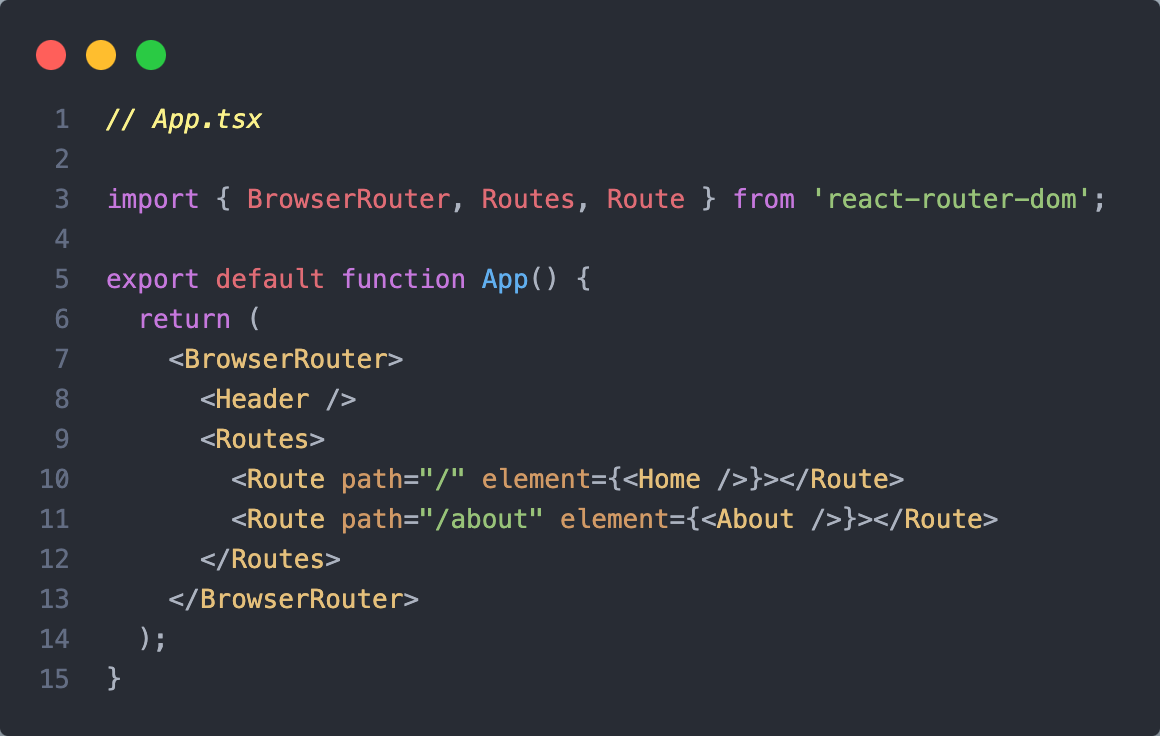 1 // App.tsx
2
3 import { BrowserRouter, Routes, Route } from 'react-router-dom';
4
5 export default function App() {
6   return (
7     <BrowserRouter>
8       <Header />
9       <Routes>
10         <Route path="/" element={<Home />}></Route>
11         <Route path="/about" element={<About />}></Route>
12       </Routes>
13     </BrowserRouter>
14   );
15 }